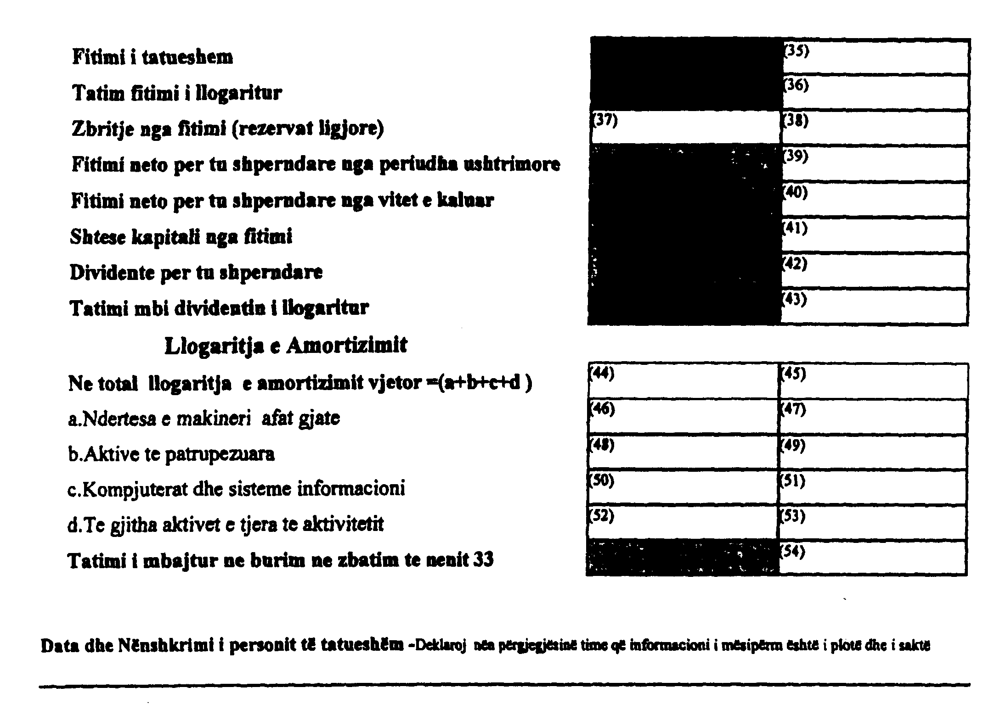 Fitimi i tatueshem (35)
Tatim fitimi i llogaritur (36)
Zbritje nga fitimi (rezervat ligjore) (37) (38)
Fitimi neto per tu shperndare nga periudha ushtrimore (39)
Fitimi neto per tu shperndare nga vitet e kaluar (40)
Shtese kapitali nga fitimi (41)
Dividente per tu shperndare (42)
Tatimi mbi dividentin i llogaritur (43)
Llogaritja e Amortizimit
Ne total llogaritja e amortizimit vjetor =(a+b+c+d ) (44) (45)
a.Ndertesa e makineri afat gjate (46) (47)
b.Aktive te patrupezuara (48) (49)
c.Kompjuterat dhe sisteme informacioni (50) (51)
d.Te gjitha aktivet e tjera te aktivitetit (52) (53)
Tatimi i mbajtur ne burim ne zbatim te nenit 33 (54)
Data dhe Nënshkrimi i personit të tatueshëm -Deklaroj nën përgjegjësinë time që informacioni i mësipërm është i plotë dhe i saktë